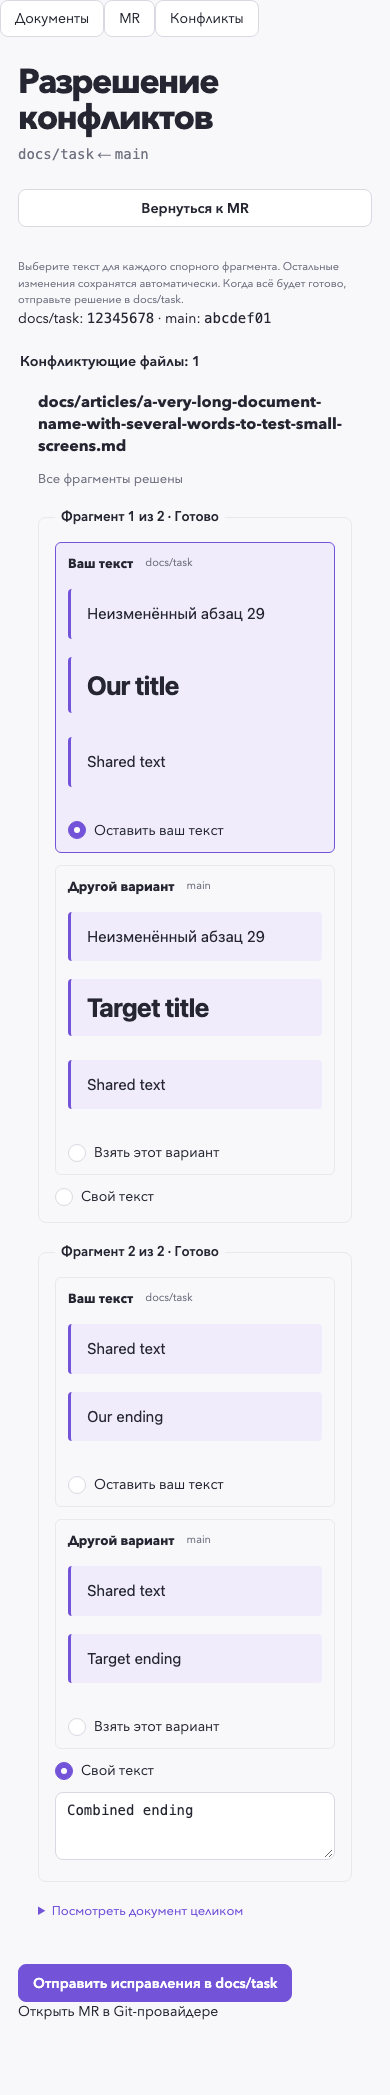 Документы MR Конфликты
Разрешение
конфликтов
docs/task ← main
Вернуться к MR
Выберите текст для каждого спорного фрагмента. Остальные
изменения сохранятся автоматически. Когда всё будет готово,
отправьте решение в docs/task.
docs/task: 12345678 · main: abcdef01
Конфликтующие файлы: 1
docs/articles/a-very-long-document-
name-with-several-words-to-test-small-
screens.md
Все фрагменты решены
Фрагмент 1 из 2 · Готово
Ваш текст docs/task
Неизменённый абзац 29
Our title
Shared text
Оставить ваш текст
Другой вариант main
Неизменённый абзац 29
Target title
Shared text
Взять этот вариант
Свой текст
Фрагмент 2 из 2 · Готово
Ваш текст docs/task
Shared text
Our ending
Оставить ваш текст
Другой вариант main
Shared text
Target ending
Взять этот вариант
Свой текст
Combined ending
Посмотреть документ целиком
Отправить исправления в docs/task
Открыть MR в Git-провайдере